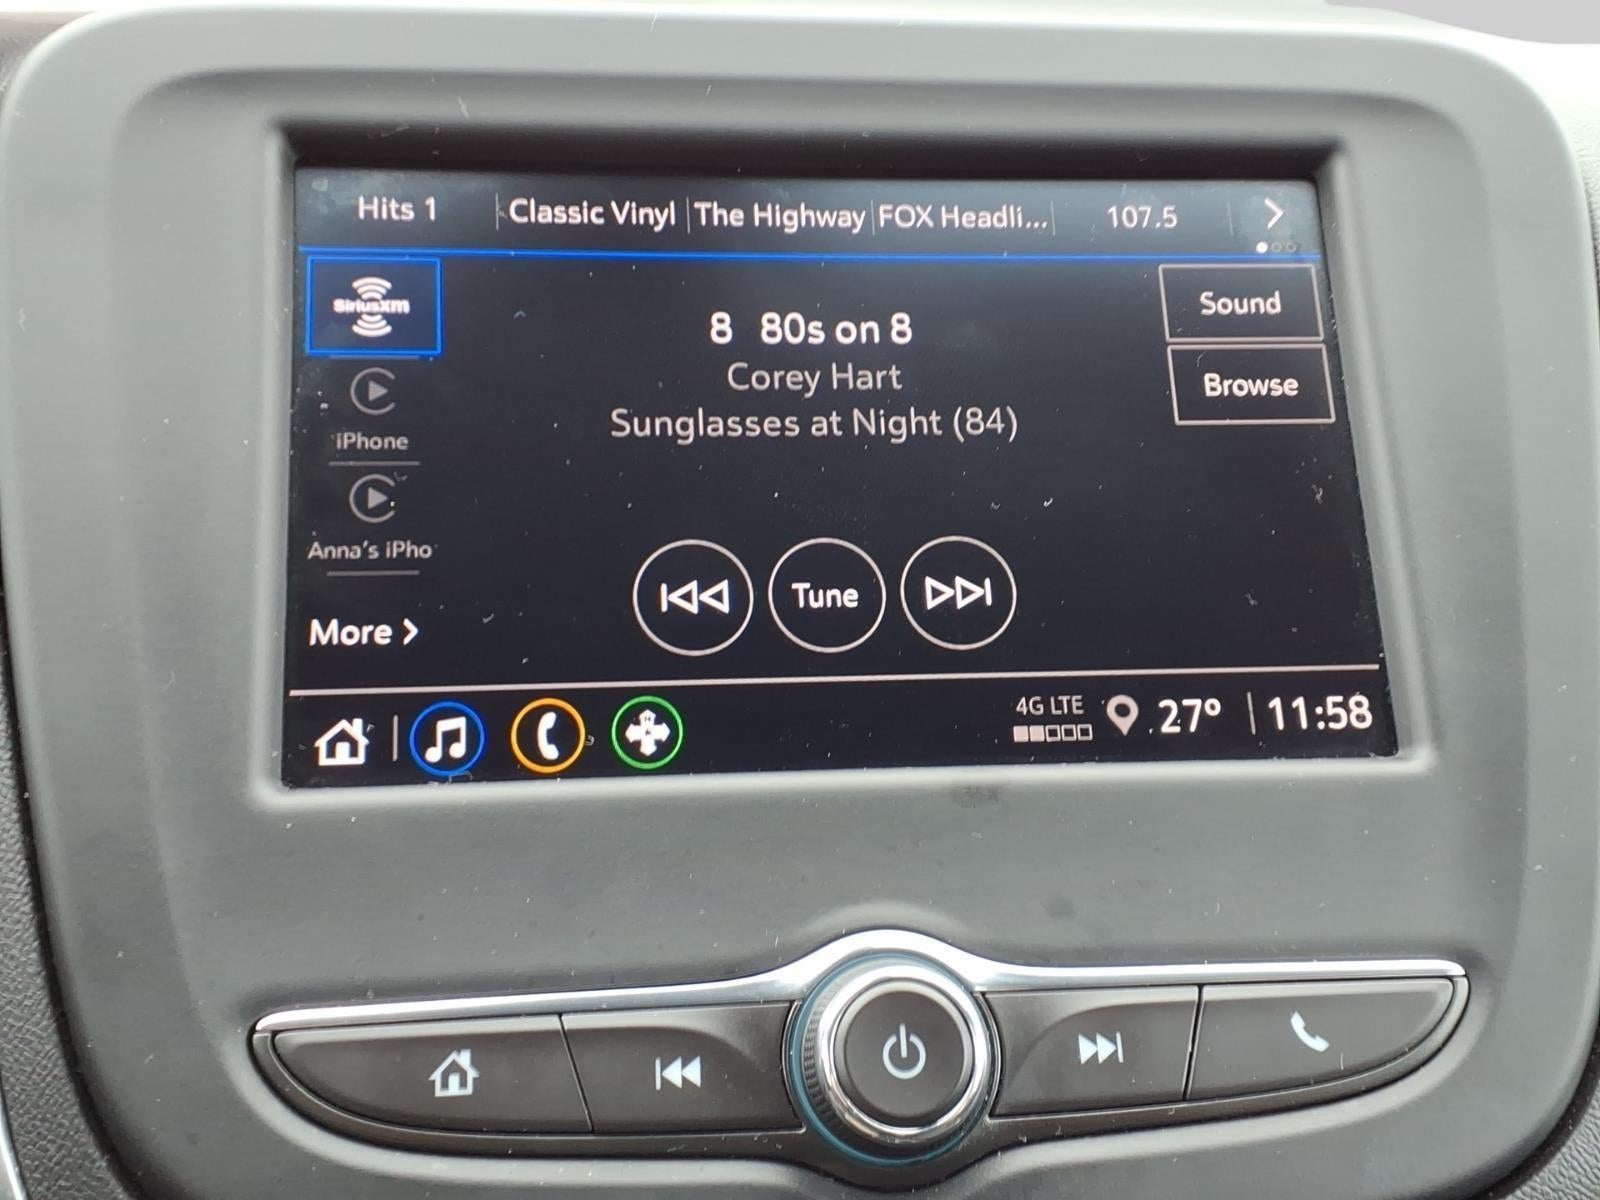 Hits 1 Classic Vinyl The Highway FOX Headli... 107.5
SiriusXM
8 80s on 8
Sound
Corey Hart
Browse
Sunglasses at Night (84)
iPhone
Anna's iPho
Tune
More
4G LTE 27° 11:58